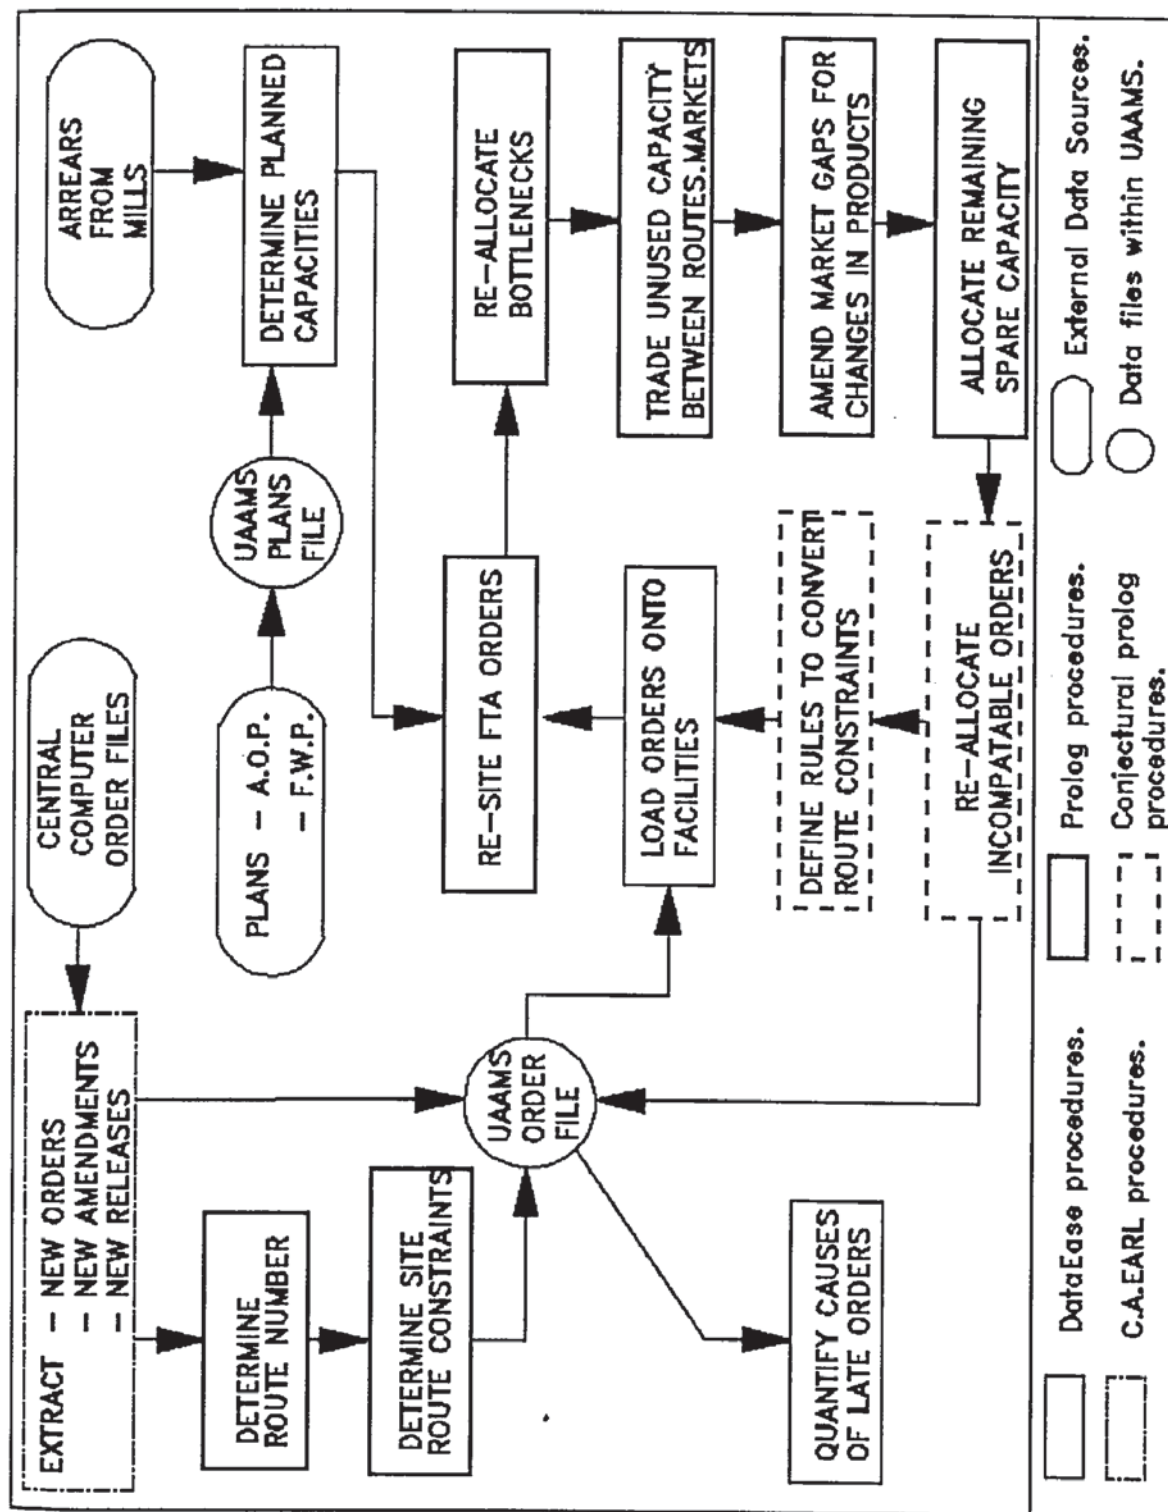 EXTRACT – NEW ORDERS
– NEW AMENDMENTS
– NEW RELEASES
CENTRAL
COMPUTER
ORDER FILES
ARREARS
FROM
MILLS
DETERMINE
ROUTE NUMBER
PLANS – A.O.P.
– F.W.P.
UAAMS
PLANS
FILE
DETERMINE PLANNED
CAPACITIES
DETERMINE SITE
ROUTE CONSTRAINTS
UAAMS
ORDER
FILE
RE-SITE FTA ORDERS
RE-ALLOCATE
BOTTLENECKS
LOAD ORDERS ONTO
FACILITIES
TRADE UNUSED CAPACITY
BETWEEN ROUTES.MARKETS
QUANTIFY CAUSES
OF LATE ORDERS
DEFINE RULES TO CONVERT
ROUTE CONSTRAINTS
AMEND MARKET GAPS FOR
CHANGES IN PRODUCTS
RE-ALLOCATE
INCOMPATABLE ORDERS
ALLOCATE REMAINING
SPARE CAPACITY
DataEase procedures.
Prolog procedures.
External Data Sources.
C.A.EARL procedures.
Conjectural prolog
procedures.
Data files within UAAMS.